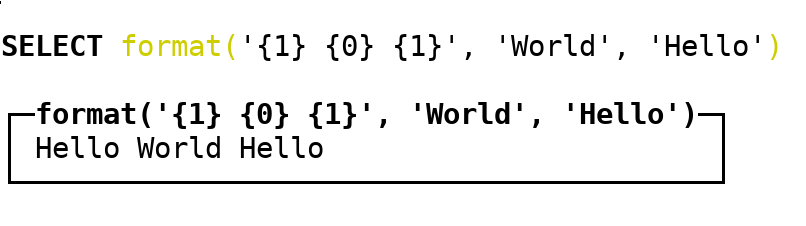 SELECT format('{1} {0} {1}', 'World', 'Hello')
format('{1} {0} {1}', 'World', 'Hello')
Hello World Hello